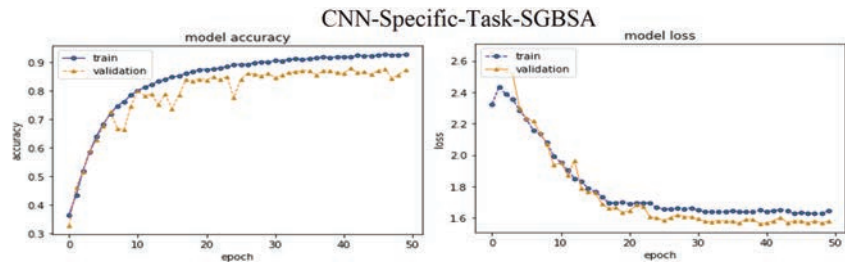 CNN-Specific-Task-SGBSA
model accuracy
train
validation
0.9
0.8
0.7
0.6
0.5
0.4
0.3
accuracy
0
10
20
30
40
50
epoch
model loss
train
validation
2.6
2.4
2.2
2.0
1.8
1.6
loss
0
10
20
30
40
50
epoch